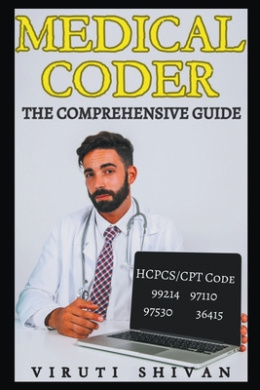 MEDICAL
CODER
THE COMPREHENSIVE GUIDE
HCPCS/CPT CODE
99214 97110
97530 36415
VIRUTI SHIVAN